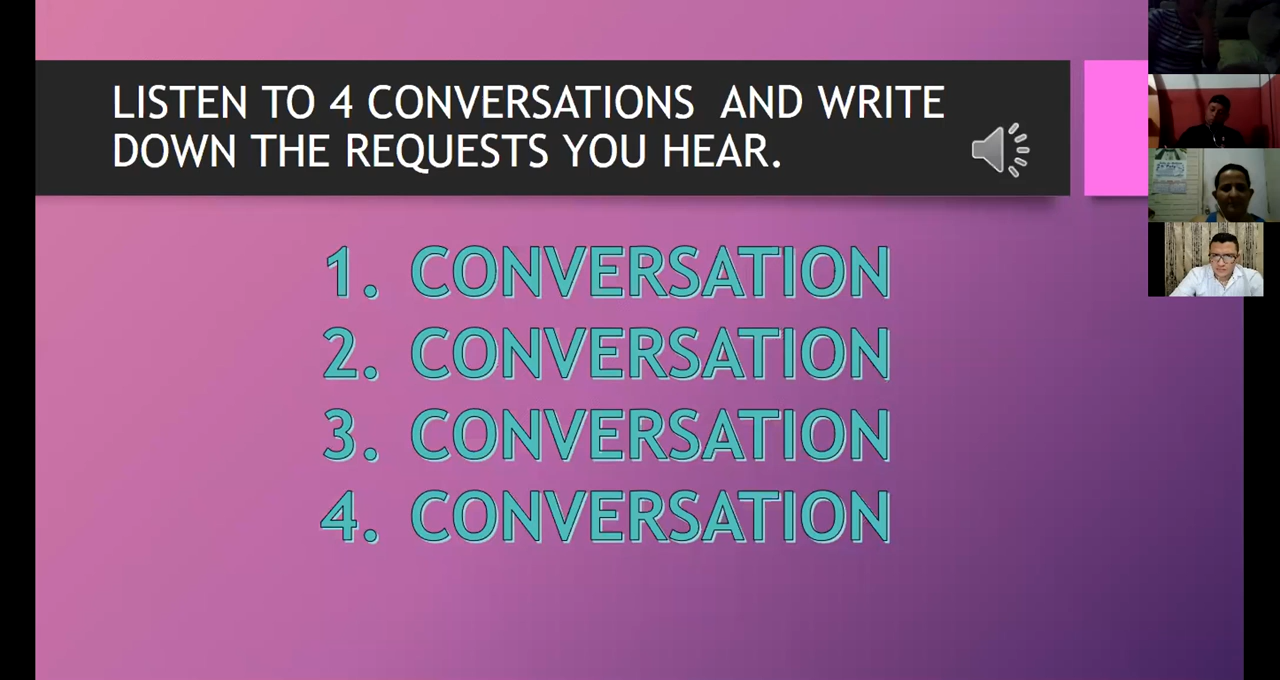 LISTEN TO 4 CONVERSATIONS AND WRITE
DOWN THE REQUESTS YOU HEAR.
1. CONVERSATION
2. CONVERSATION
3. CONVERSATION
4. CONVERSATION